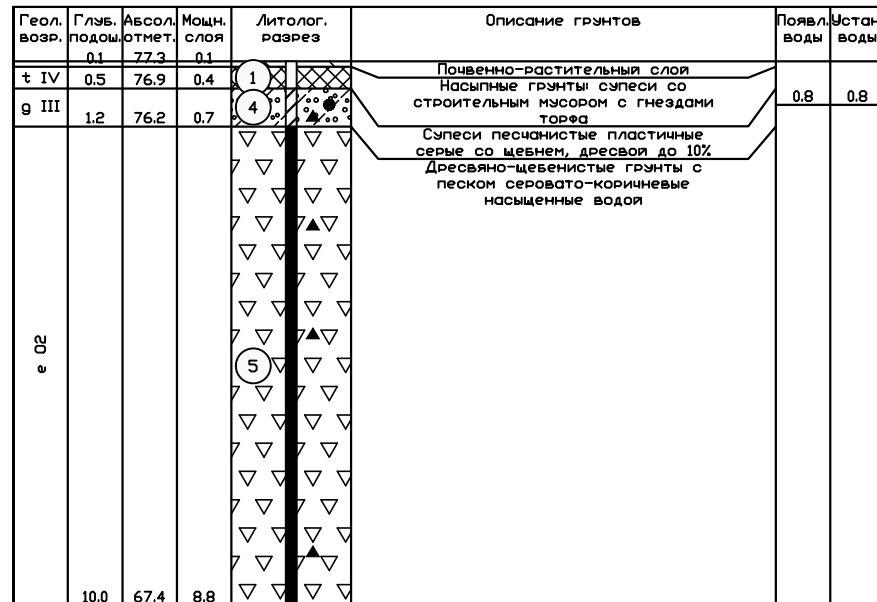 Геол. возр. Глуб. подош. Абсол. отмет. Мощн. слоя Литолог. разрез Описание грунтов Появл. воды Устан воды
0.1 77.3 0.1
Почвенно-растительный слой
t IV 0.5 76.9 0.4 1
Насыпные грунты: супеси со
строительным мусором с гнездами
торфа
0.8 0.8
g III 1.2 76.2 0.7 4
Супеси песчанистые пластичные
серые со щебнем, дресвой до 10%
Дресвяно-щебенистые грунты с
песком серовато-коричневые
насыщенные водой
e O2
5
10.0 67.4 8.8